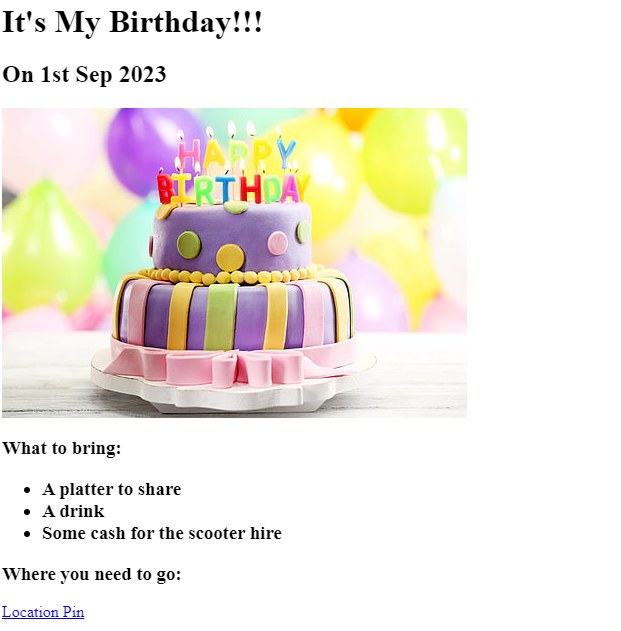 It's My Birthday!!!
On 1st Sep 2023
HAPPY
BIRTHDAY
What to bring:
A platter to share
A drink
Some cash for the scooter hire
Where you need to go:
Location Pin